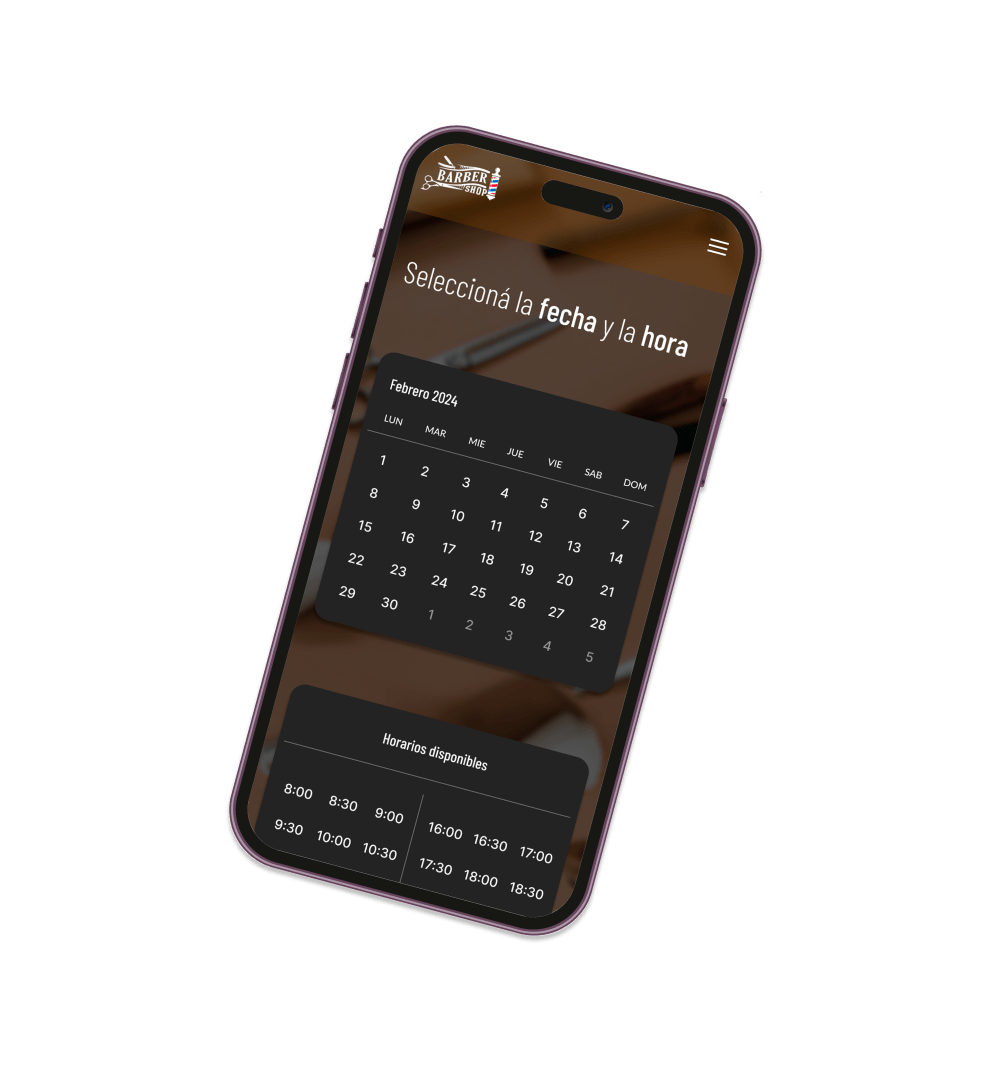 BARBER
SHOP
Seleccioná la fecha y la hora
Febrero 2024
LUN MAR MIE JUE VIE SAB DOM
1 2 3 4 5 6 7
8 9 10 11 12 13 14
15 16 17 18 19 20 21
22 23 24 25 26 27 28
29 30 1 2 3 4 5
Horarios disponibles
8:00 8:30 9:00 16:00 16:30 17:00
9:30 10:00 10:30 17:30 18:00 18:30